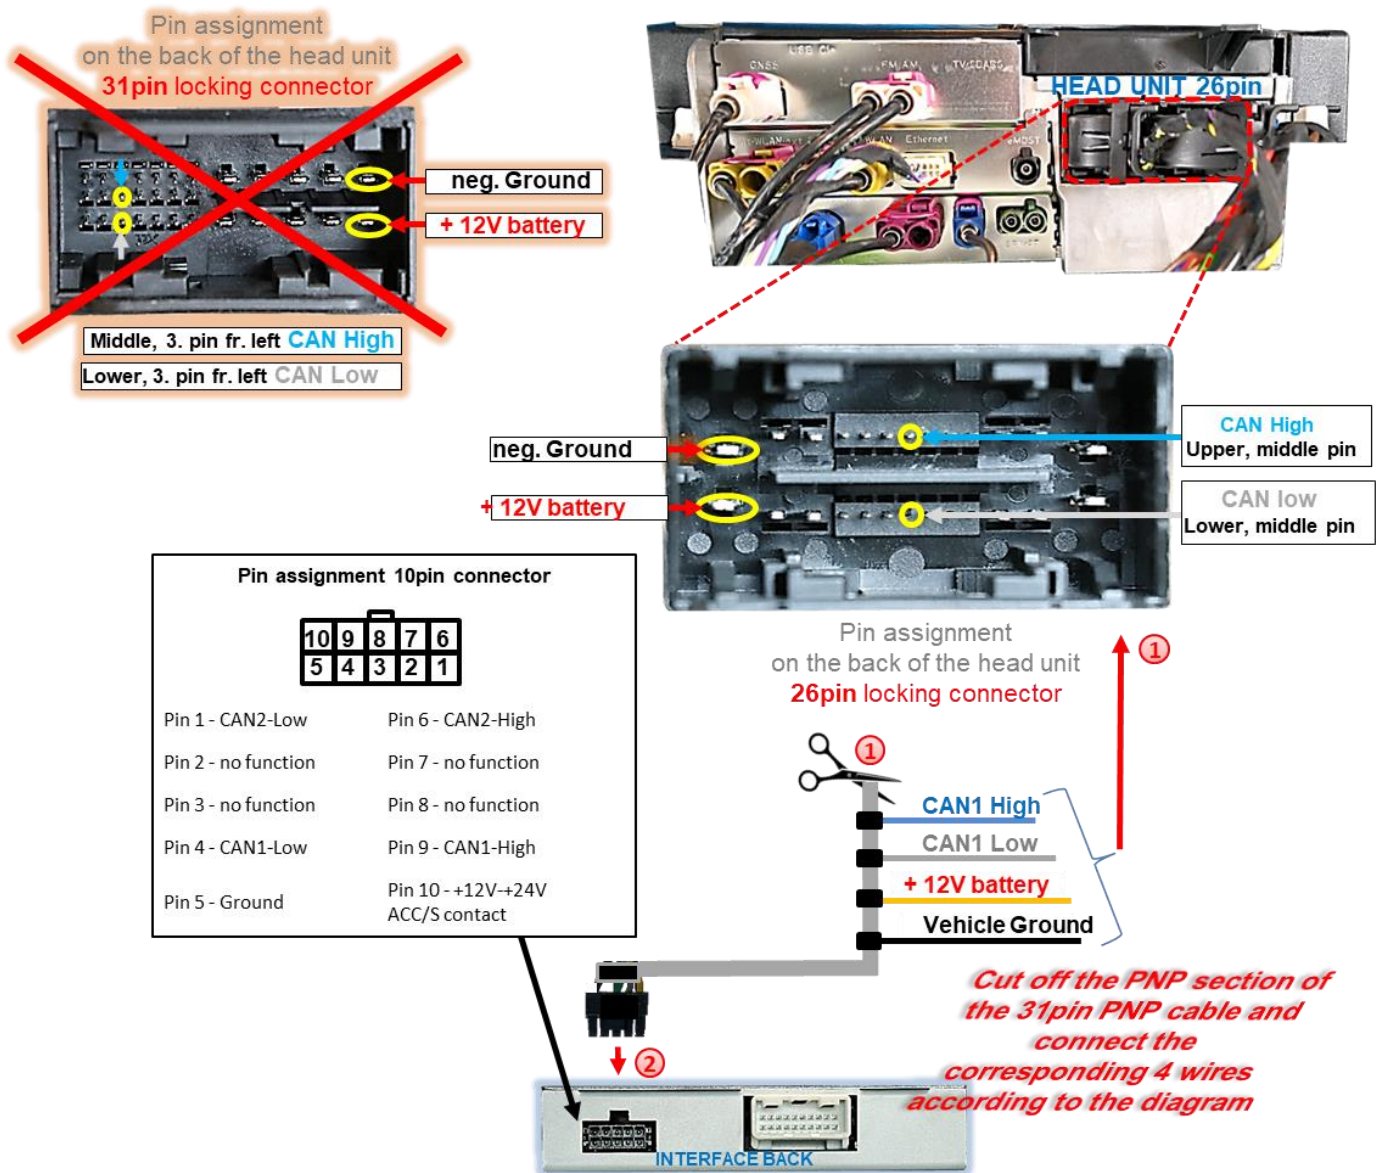 Pin assignment
on the back of the head unit
31pin locking connector
neg. Ground
+ 12V battery
Middle, 3. pin fr. left CAN High
Lower, 3. pin fr. left CAN Low
USB
GNSS
FM/AM
HEAD UNIT 26pin
WLAN
Ethernet
neg. Ground
+ 12V battery
CAN High
Upper, middle pin
CAN low
Lower, middle pin
Pin assignment
on the back of the head unit
26pin locking connector
1
Pin assignment 10pin connector
10 9 8 7 6
5 4 3 2 1
Pin 1 - CAN2-Low
Pin 6 - CAN2-High
Pin 2 - no function
Pin 7 - no function
Pin 3 - no function
Pin 8 - no function
Pin 4 - CAN1-Low
Pin 9 - CAN1-High
Pin 5 - Ground
Pin 10 - +12V-+24V
ACC/S contact
1
CAN1 High
CAN1 Low
+ 12V battery
Vehicle Ground
Cut off the PNP section of
the 31pin PNP cable and
connect the
corresponding 4 wires
according to the diagram
2
INTERFACE BACK